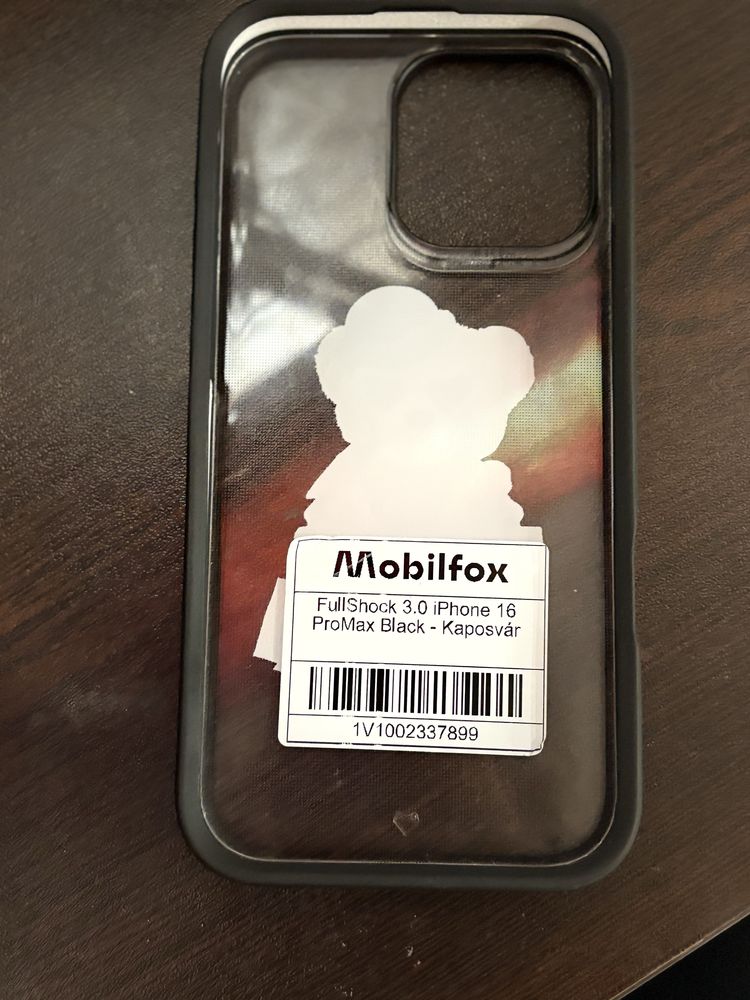 Mobilfox
FullShock 3.0 iPhone 16
ProMax Black - Kaposvár
1V1002337899